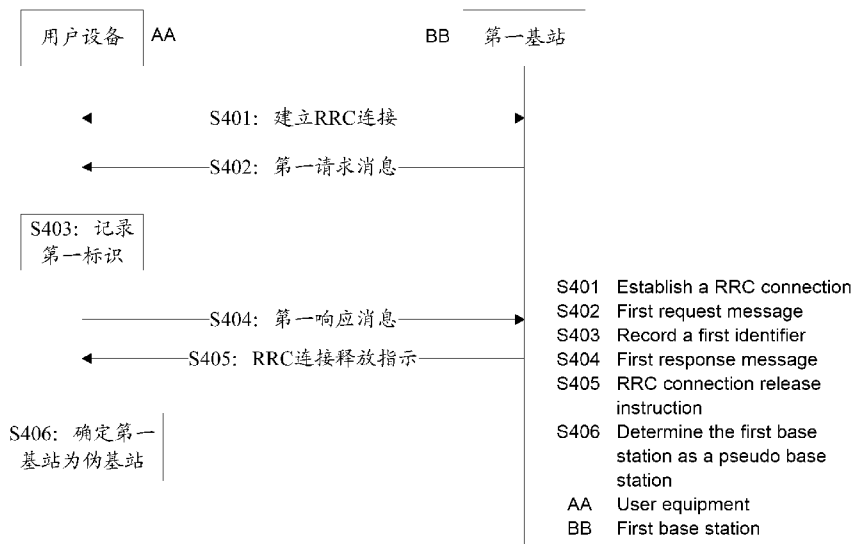 用户设备 AA
BB 第一基站
S401：建立RRC连接
S402：第一请求消息
S403：记录
第一标识
S404：第一响应消息
S405：RRC连接释放指示
S406：确定第一
基站为伪基站
S401 Establish a RRC connection
S402 First request message
S403 Record a first identifier
S404 First response message
S405 RRC connection release
instruction
S406 Determine the first base
station as a pseudo base
station
AA User equipment
BB First base station